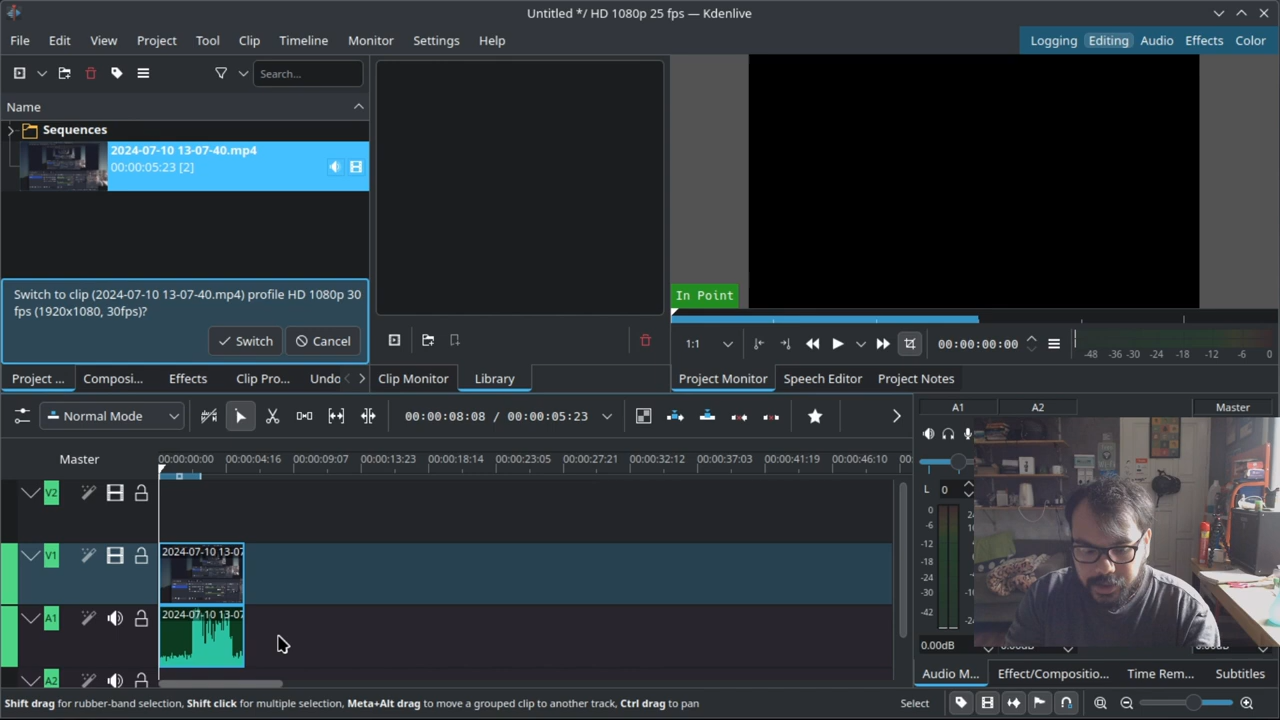 Untitled */ HD 1080p 25 fps — Kdenlive
File Edit View Project Tool Clip Timeline Monitor Settings Help
Logging Editing Audio Effects Color
Search...
Name
Sequences
2024-07-10 13-07-40.mp4
00:00:05:23 [2]
Switch to clip (2024-07-10 13-07-40.mp4) profile HD 1080p 30
fps (1920x1080, 30fps)?
Switch Cancel
In Point
1:1
00:00:00:00
-48 -36 -30 -24 -18 -12 -6 0
Project ... Composi... Effects Clip Pro... Undo
Clip Monitor Library
Project Monitor Speech Editor Project Notes
Normal Mode
00:00:08:08 / 00:00:05:23
A1 A2 Master
Master
00:00:00:00 00:00:04:16 00:00:09:07 00:00:13:23 00:00:18:14 00:00:23:05 00:00:27:21 00:00:32:12 00:00:37:03 00:00:41:19 00:00:46:10 00:
V2
V1
2024-07-10 13-07
A1
2024-07-10 13-07
A2
L 0
0
-6
-12
-18
-24
-30
-42
0.00dB
Audio M... Effect/Compositio... Time Rem... Subtitles
Shift drag for rubber-band selection, Shift click for multiple selection, Meta+Alt drag to move a grouped clip to another track, Ctrl drag to pan
Select